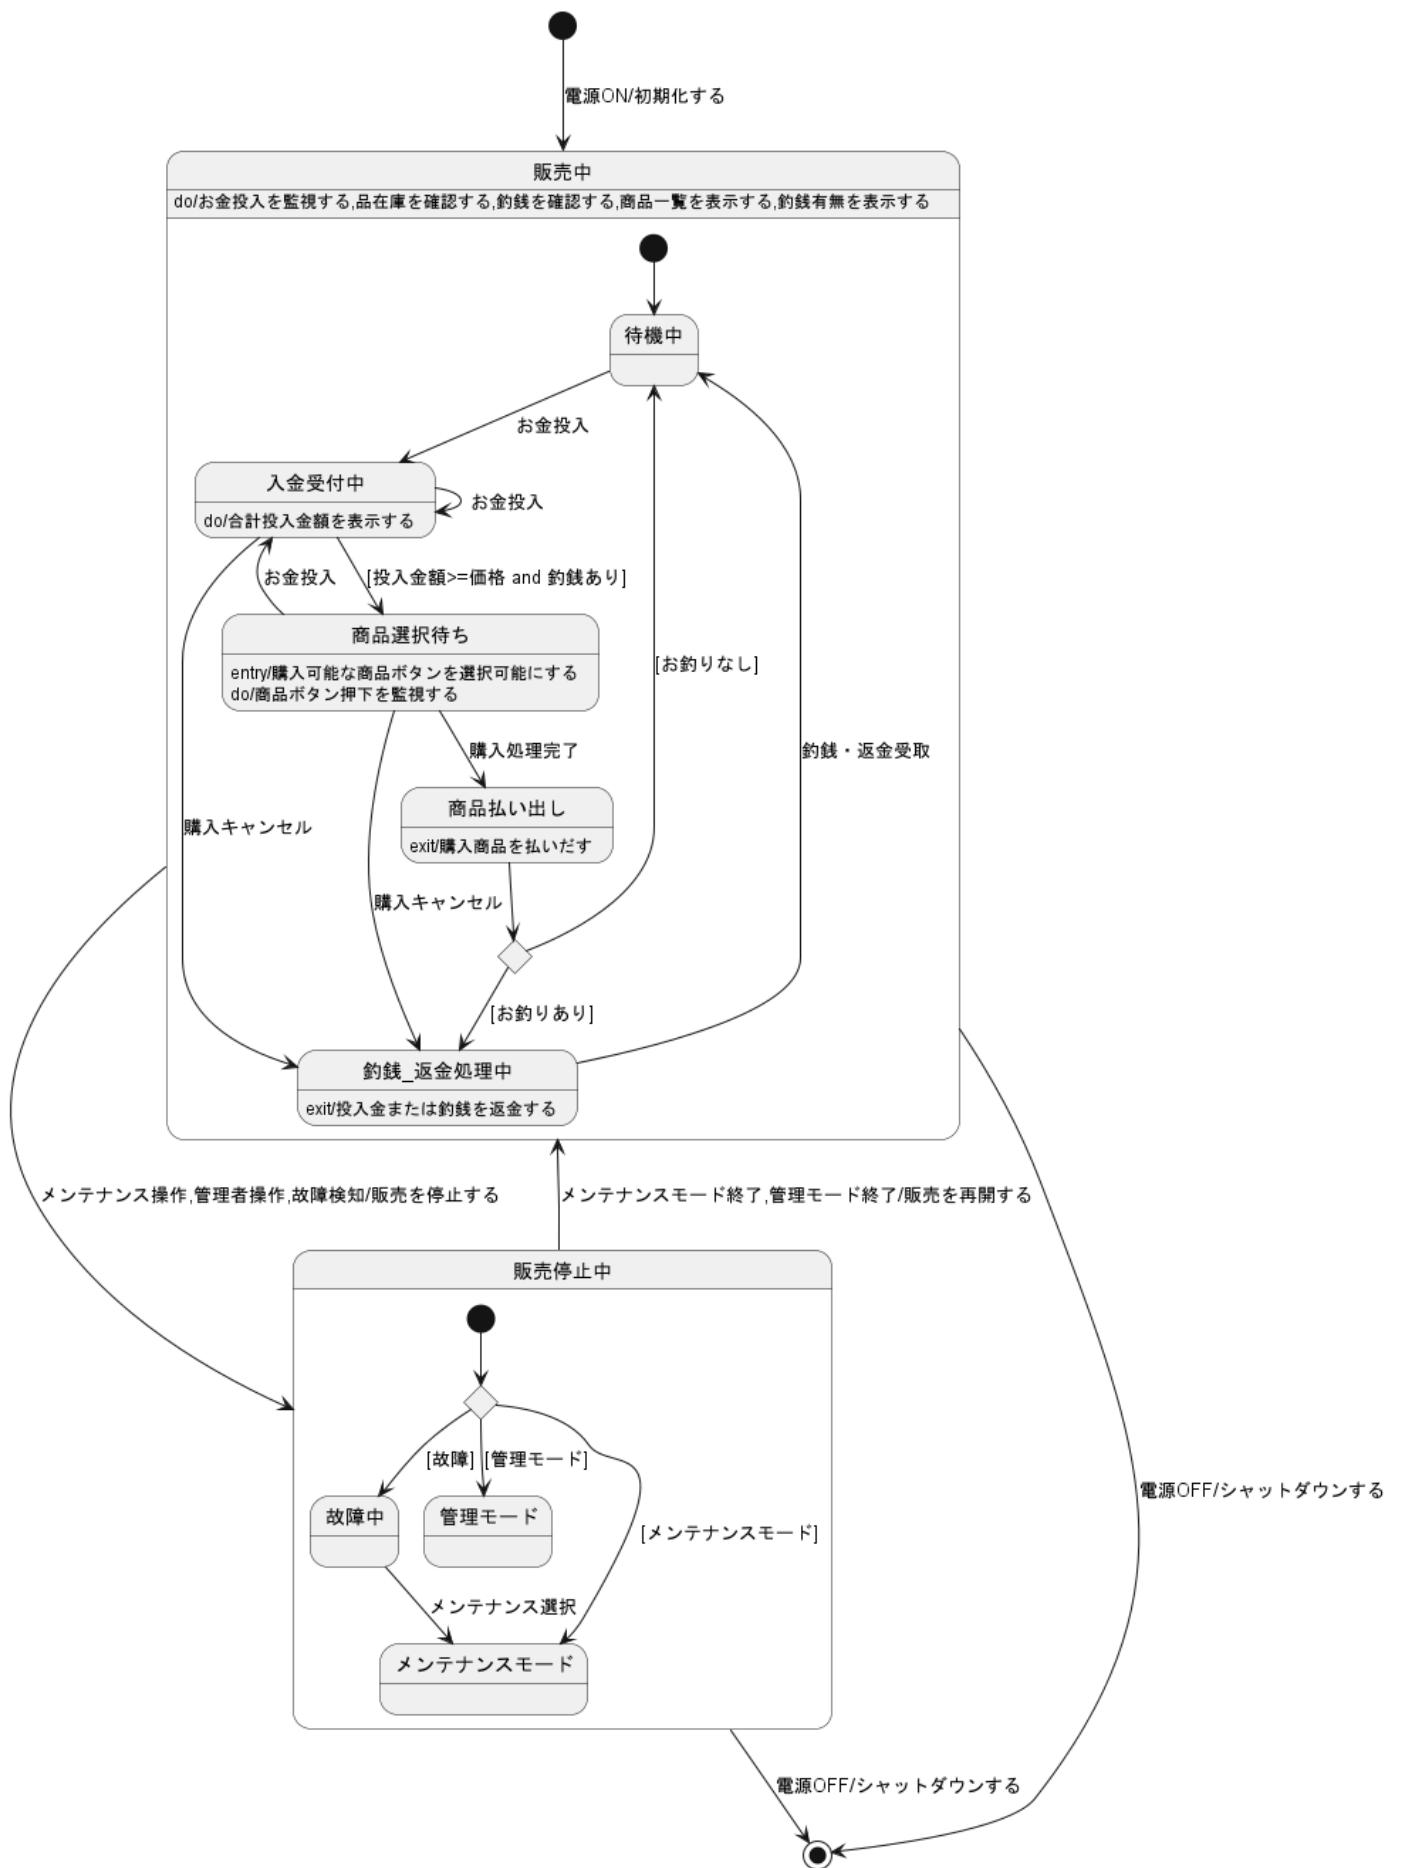 電源ON/初期化する
販売中
do/お金投入を監視する,品在庫を確認する,釣銭を確認する,商品一覧を表示する,釣銭有無を表示する
待機中
お金投入
入金受付中
do/合計投入金額を表示する
お金投入
お金投入
[投入金額>=価格 and 釣銭あり]
商品選択待ち
entry/購入可能な商品ボタンを選択可能にする
do/商品ボタン押下を監視する
[お釣りなし]
購入処理完了
釣銭・返金受取
商品払い出し
exit/購入商品を払いだす
購入キャンセル
購入キャンセル
[お釣りあり]
釣銭_返金処理中
exit/投入金または釣銭を返金する
メンテナンス操作,管理者操作,故障検知/販売を停止する
メンテナンスモード終了,管理モード終了/販売を再開する
販売停止中
[故障]
[管理モード]
電源OFF/シャットダウンする
故障中
管理モード
[メンテナンスモード]
メンテナンス選択
メンテナンスモード
電源OFF/シャットダウンする